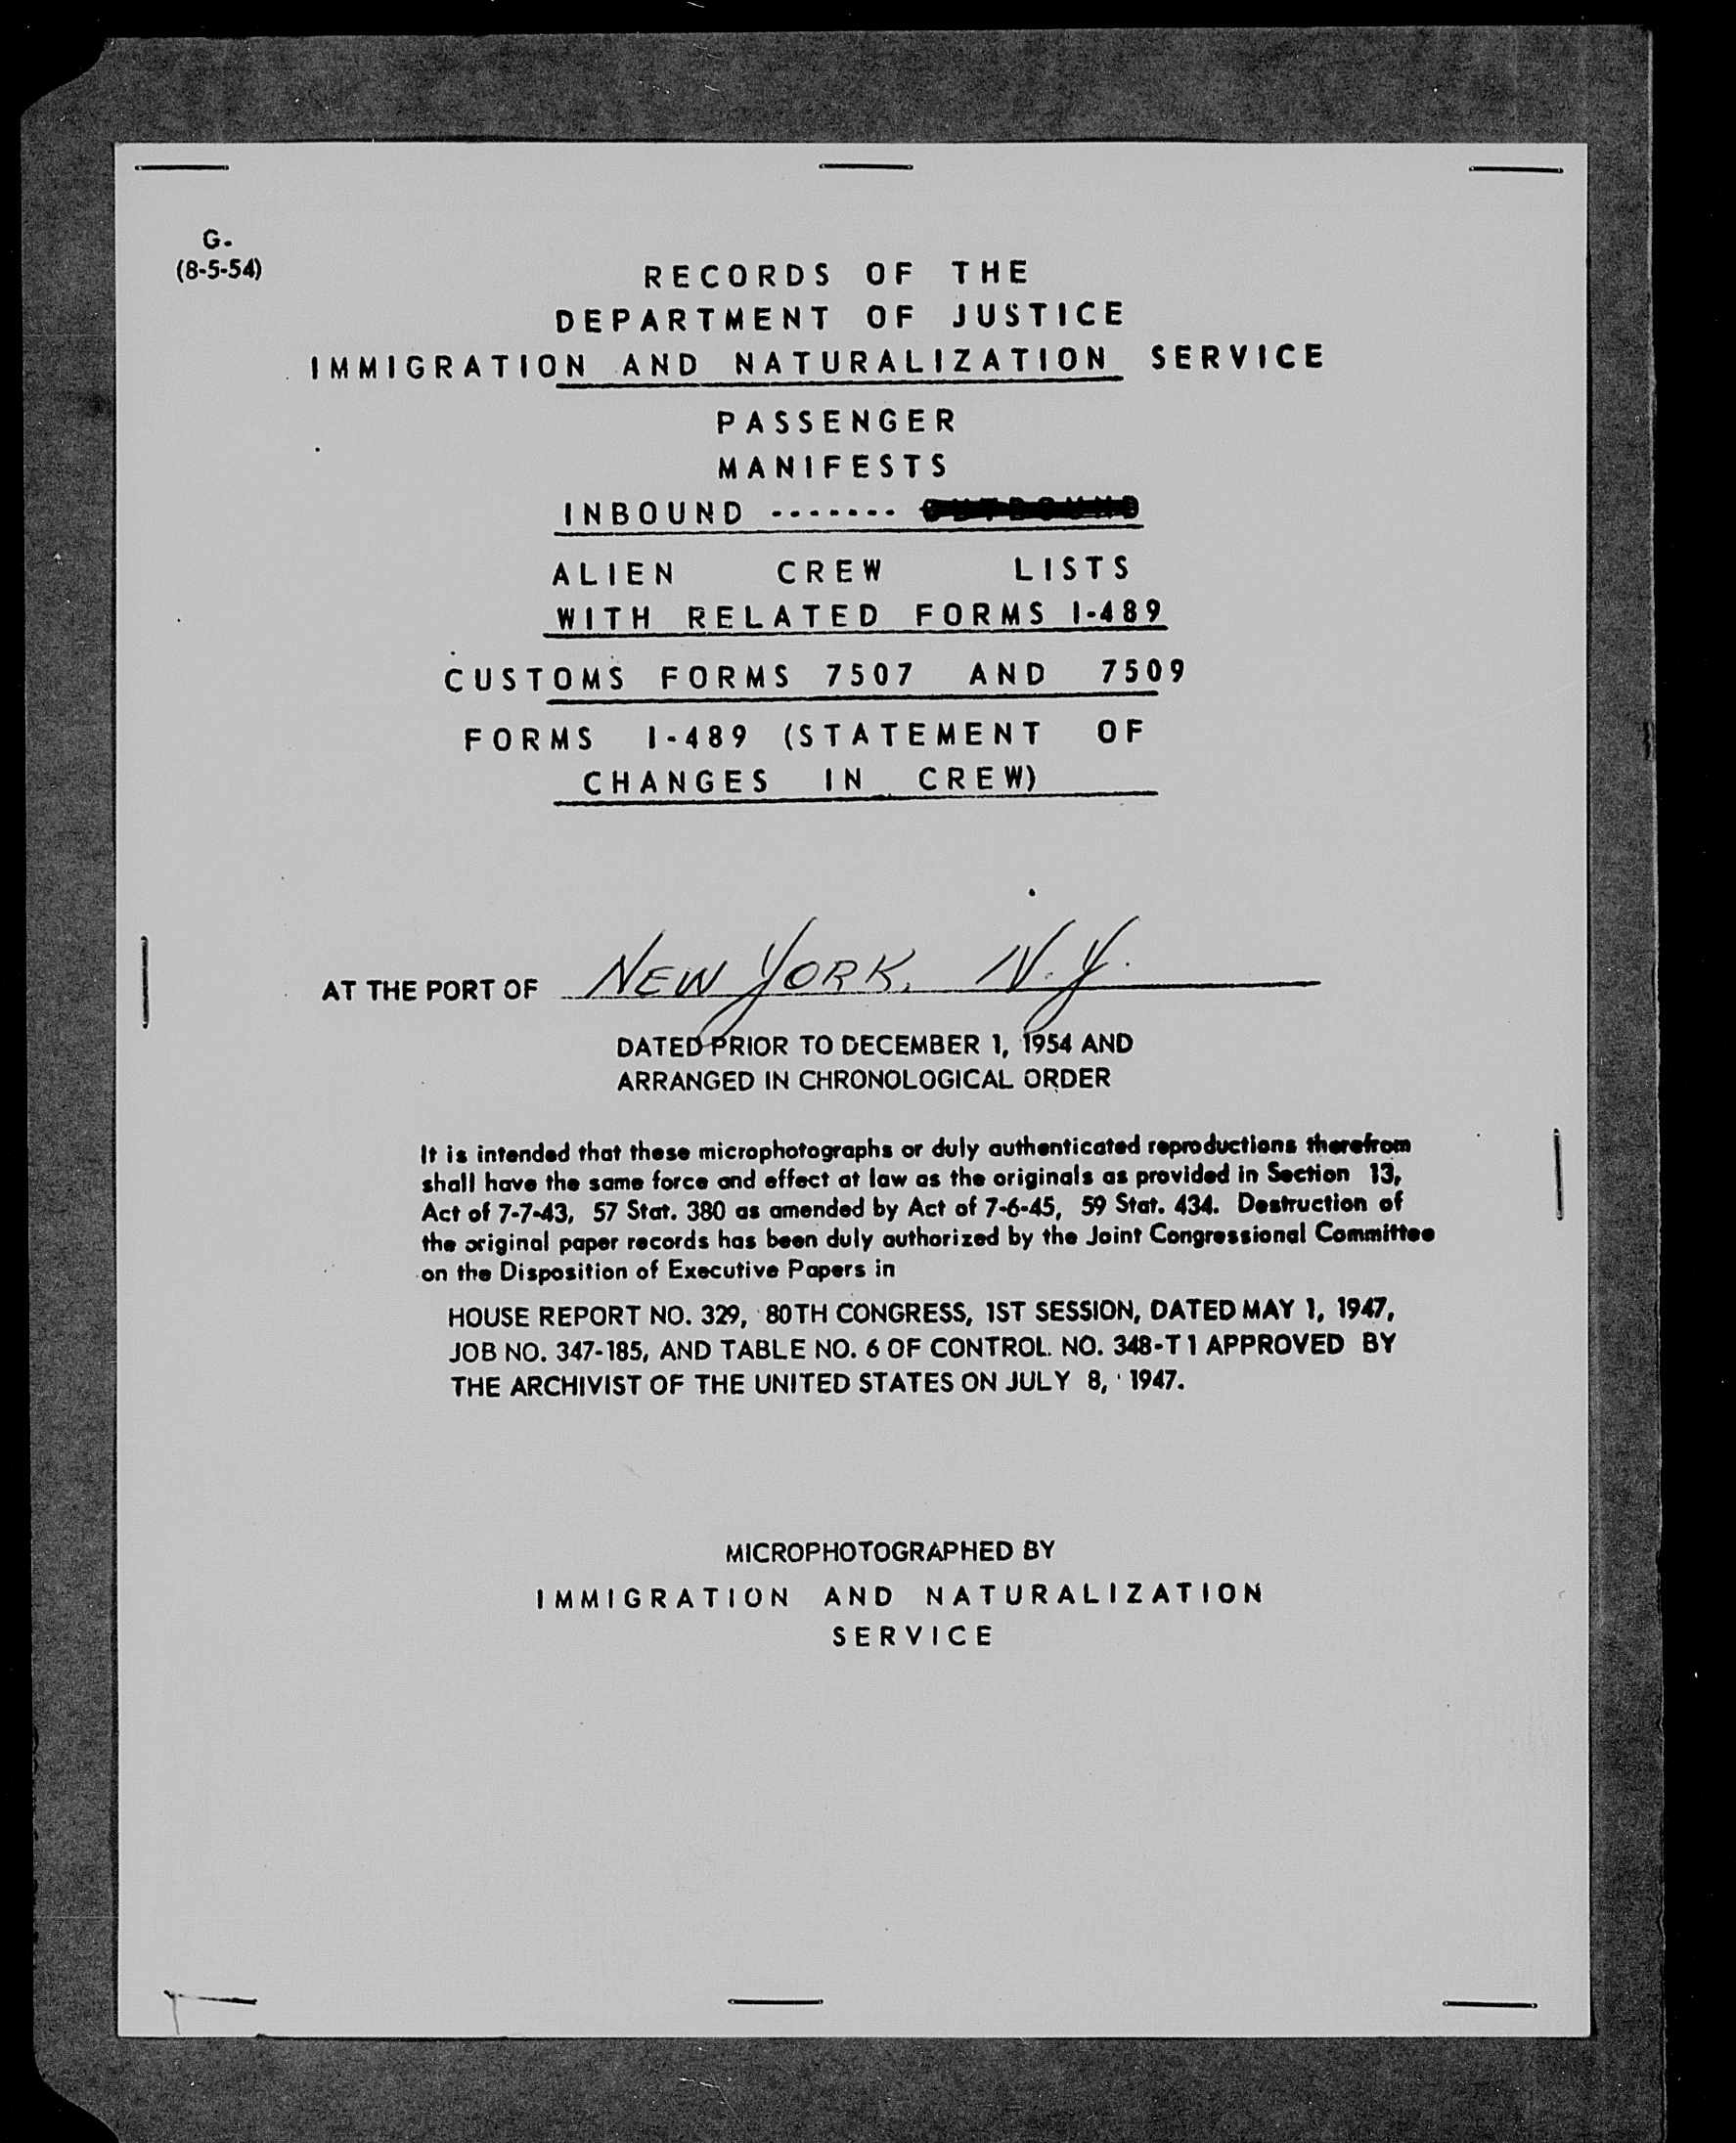 G.
(8-5-54)
RECORDS OF THE
DEPARTMENT OF JUSTICE
IMMIGRATION AND NATURALIZATION SERVICE
PASSENGER
MANIFESTS
INBOUND -------
ALIEN CREW LISTS
WITH RELATED FORMS I-489
CUSTOMS FORMS 7507 AND 7509
FORMS I-489 (STATEMENT OF
CHANGES IN CREW)
AT THE PORT OF NEW YORK, N.Y.
DATED PRIOR TO DECEMBER 1, 1954 AND
ARRANGED IN CHRONOLOGICAL ORDER
It is intended that these microphotographs or duly authenticated reproductions therefrom
shall have the same force and effect at law as the originals as provided in Section 13,
Act of 7-7-43, 57 Stat. 380 as amended by Act of 7-6-45, 59 Stat. 434. Destruction of
the original paper records has been duly authorized by the Joint Congressional Committee
on the Disposition of Executive Papers in
HOUSE REPORT NO. 329, 80TH CONGRESS, 1ST SESSION, DATED MAY 1, 1947,
JOB NO. 347-185, AND TABLE NO. 6 OF CONTROL NO. 348-T1 APPROVED BY
THE ARCHIVIST OF THE UNITED STATES ON JULY 8, 1947.
MICROPHOTOGRAPHED BY
IMMIGRATION AND NATURALIZATION
SERVICE